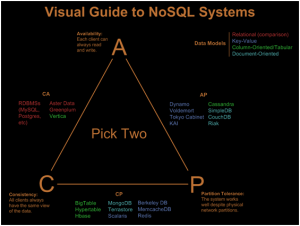 Visual Guide to NoSQL Systems
Availability:
Each client can
always read
and write.
A
Data Models
Relational (comparison)
Key-Value
Column-Oriented/Tabular
Document-Oriented
CA
RDBMSs
(MySQL,
Postgres,
etc)
Aster Data
Greenplum
Vertica
AP
Dynamo
Voldemort
Tokyo Cabinet
KAI
Cassandra
SimpleDB
CouchDB
Riak
Pick Two
C
P
Consistency:
All clients always
have the same view
of the data.
CP
BigTable
Hypertable
Hbase
MongoDB
Terrastore
Scalaris
Berkeley DB
MemcacheDB
Redis
Partition Tolerance:
The system works
well despite physical
network partitions.